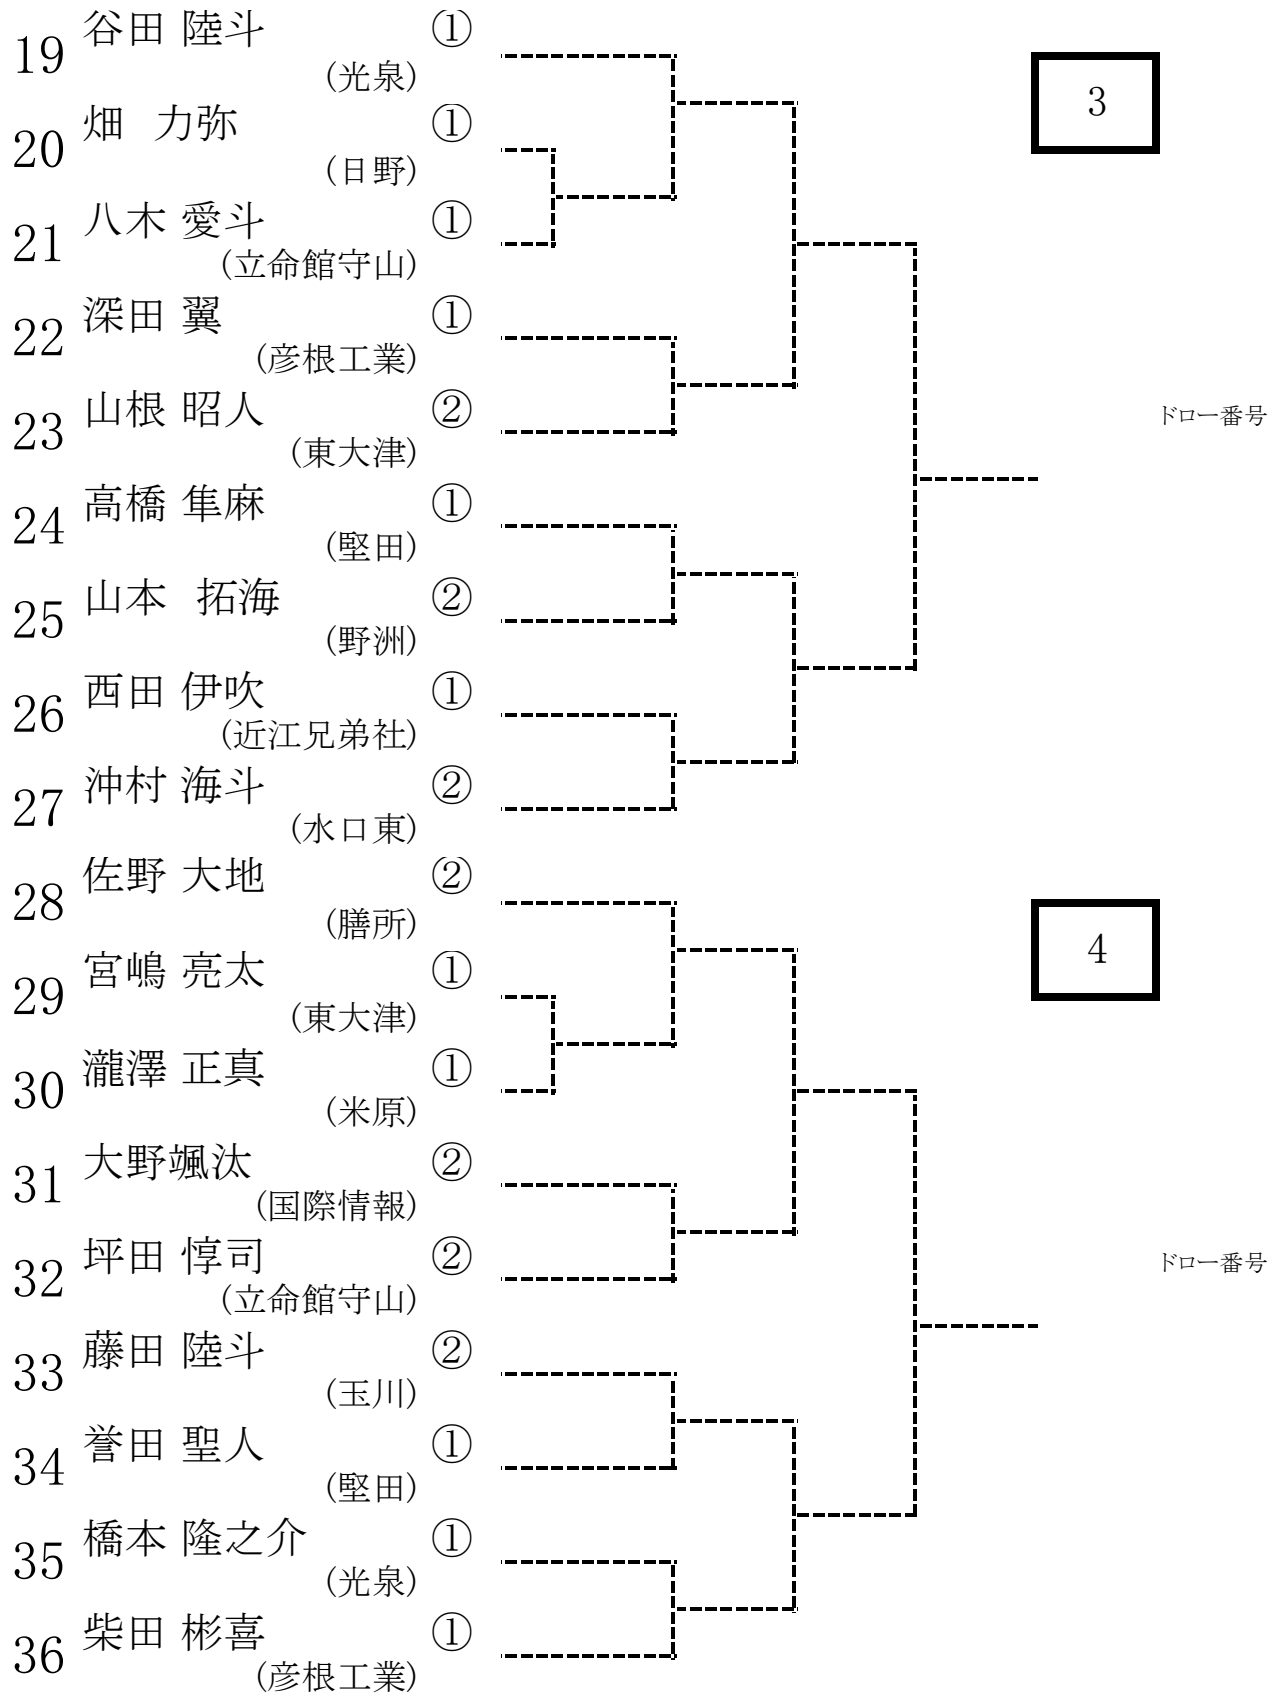 19 谷田 陸斗 ①
(光泉)
3
20 畑 力弥 ①
(日野)
21 八木 愛斗 ①
(立命館守山)
22 深田 翼 ①
(彦根工業)
23 山根 昭人 ②
ドロー番号
(東大津)
24 高橋 隼麻 ①
(堅田)
25 山本 拓海 ②
(野洲)
26 西田 伊吹 ①
(近江兄弟社)
27 沖村 海斗 ②
(水口東)
28 佐野 大地 ②
(膳所)
4
29 宮嶋 亮太 ①
(東大津)
30 瀧澤 正真 ①
(米原)
31 大野颯汰 ②
(国際情報)
32 坪田 惇司 ②
ドロー番号
(立命館守山)
33 藤田 陸斗 ②
(玉川)
34 誉田 聖人 ①
(堅田)
35 橋本 隆之介 ①
(光泉)
36 柴田 彬喜 ①
(彦根工業)